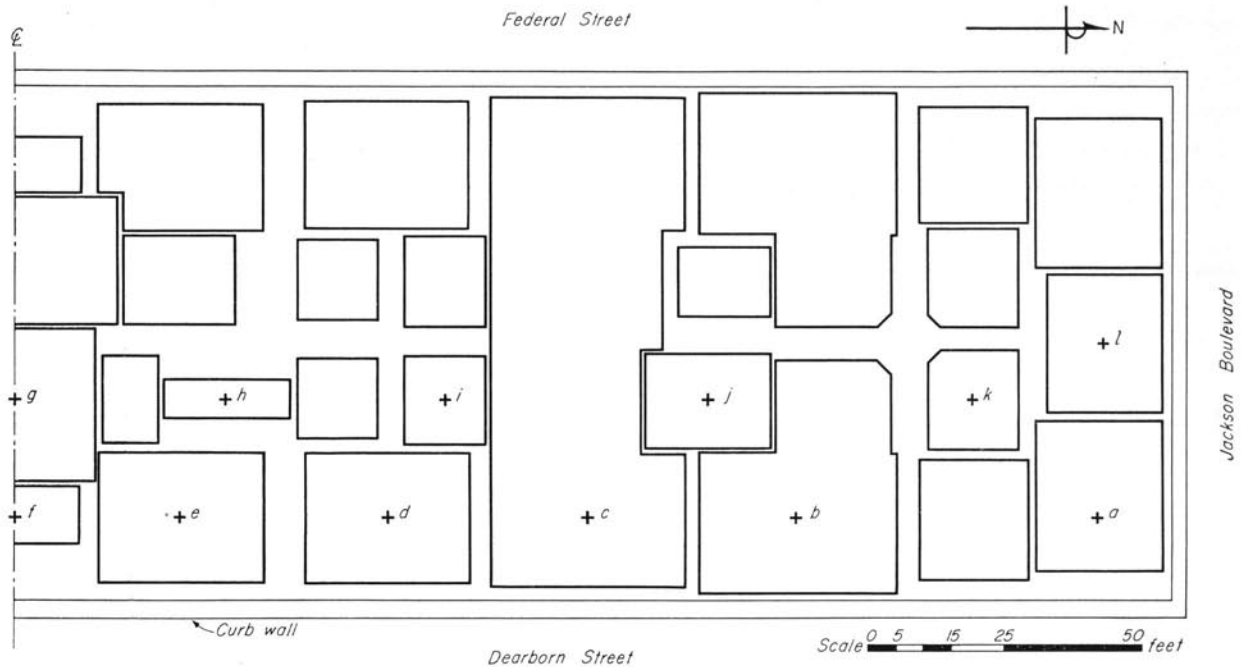 Federal Street
℄
N
g
h
i
j
k
l
f
e
d
c
b
a
Jackson Boulevard
Curb wall
Scale 0 5 15 25 50 feet
Dearborn Street